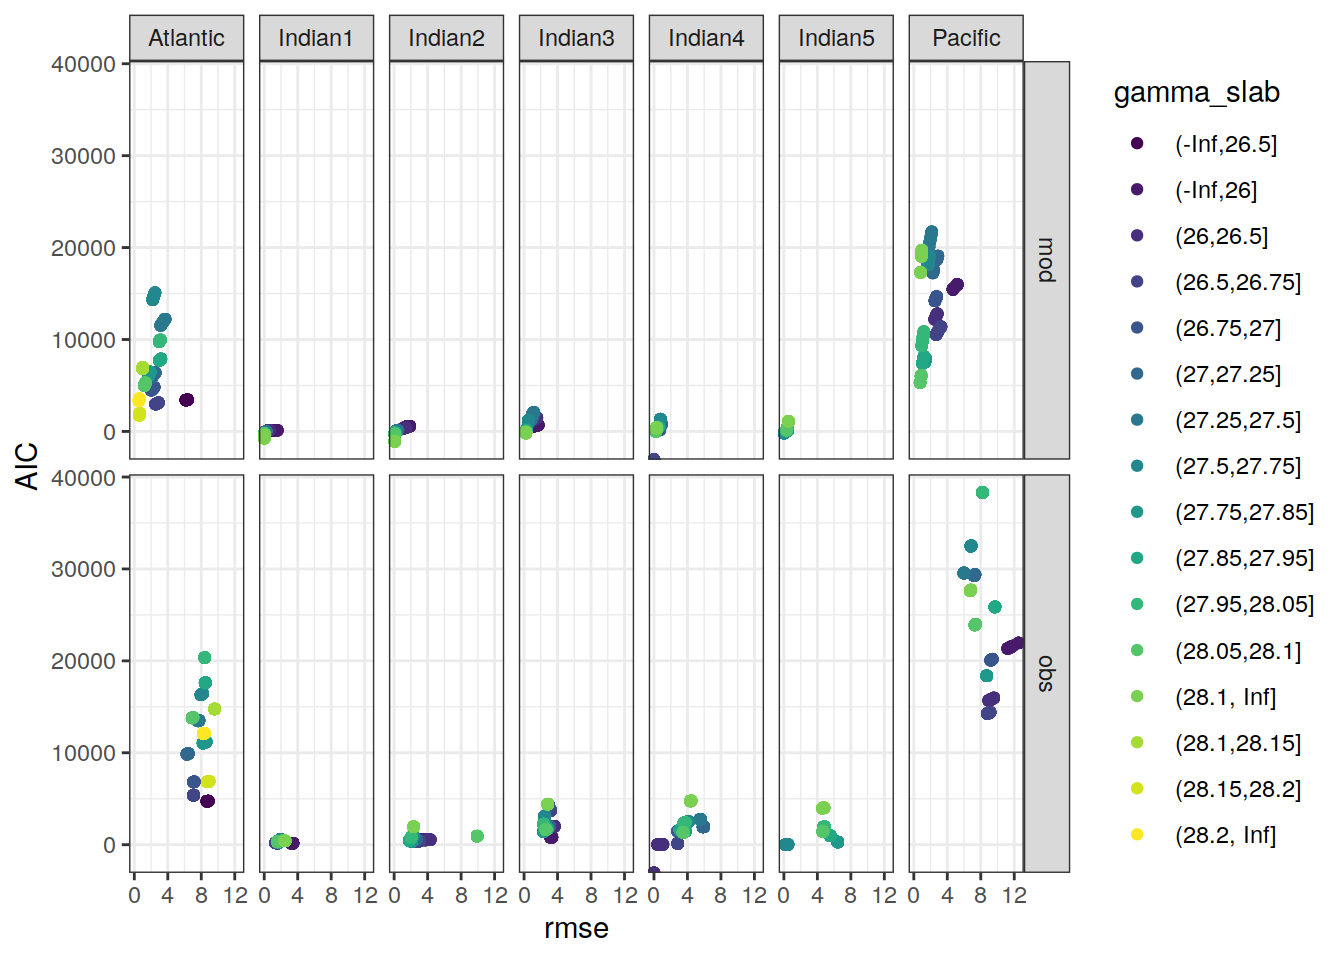 Atlantic Indian1 Indian2 Indian3 Indian4 Indian5 Pacific
40000
30000
20000
10000
0
mod
40000
30000
20000
10000
0
obs
AIC
0 4 8 12 0 4 8 12 0 4 8 12 0 4 8 12 0 4 8 12 0 4 8 12 0 4 8 12
rmse
gamma_slab
(-Inf,26.5]
(-Inf,26]
(26,26.5]
(26.5,26.75]
(26.75,27]
(27,27.25]
(27.25,27.5]
(27.5,27.75]
(27.75,27.85]
(27.85,27.95]
(27.95,28.05]
(28.05,28.1]
(28.1, Inf]
(28.1,28.15]
(28.15,28.2]
(28.2, Inf]